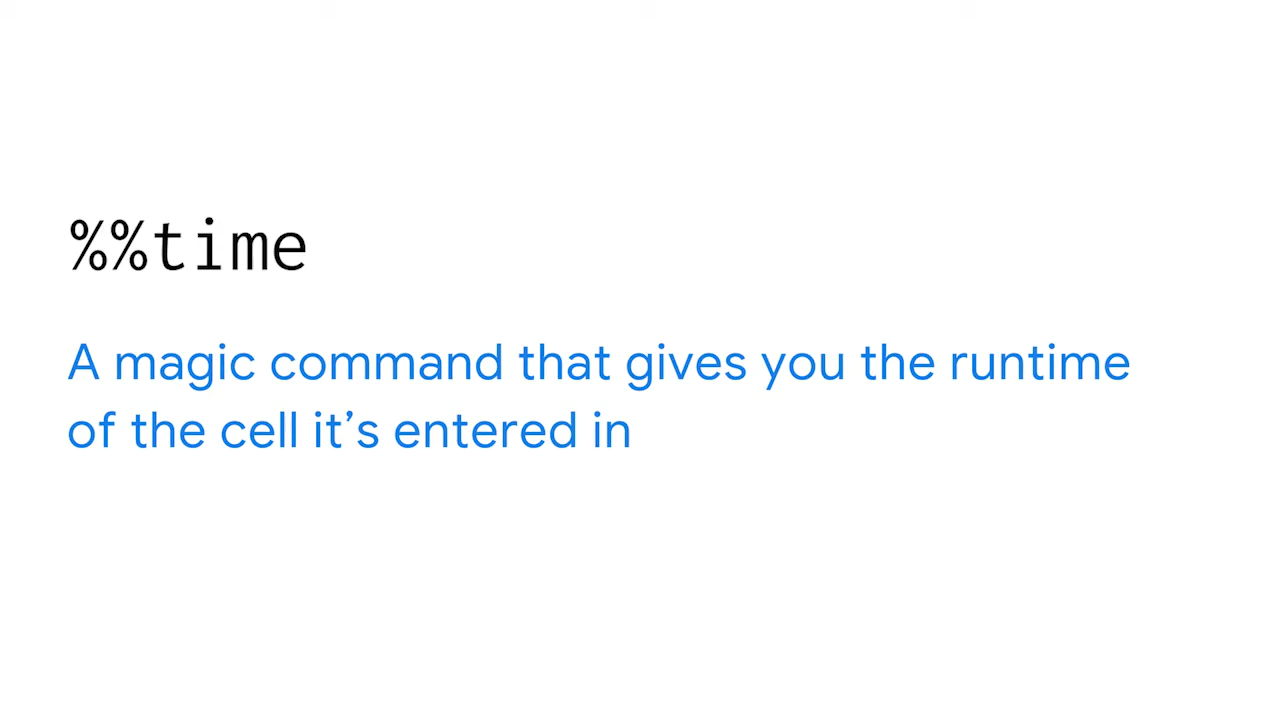 %%time
A magic command that gives you the runtime
of the cell it’s entered in